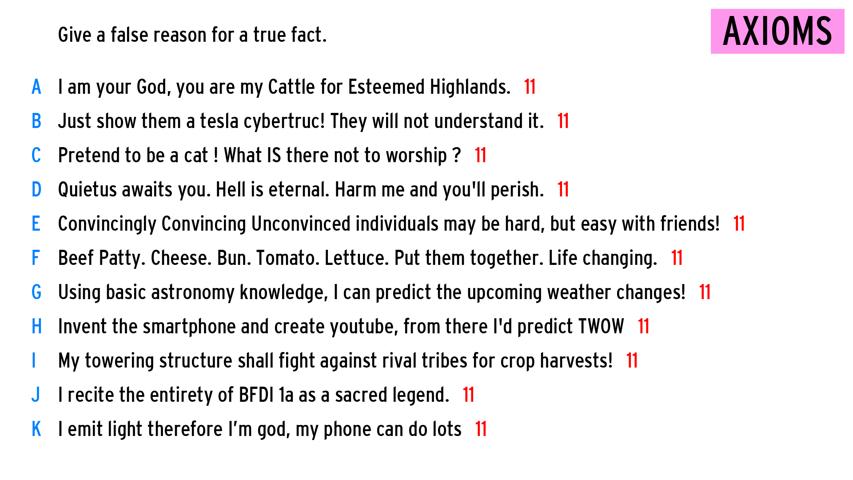 Give a false reason for a true fact.
AXIOMS
A I am your God, you are my Cattle for Esteemed Highlands. 11
B Just show them a tesla cybertruc! They will not understand it. 11
C Pretend to be a cat ! What IS there not to worship ? 11
D Quietus awaits you. Hell is eternal. Harm me and you'll perish. 11
E Convincingly Convincing Unconvinced individuals may be hard, but easy with friends! 11
F Beef Patty. Cheese. Bun. Tomato. Lettuce. Put them together. Life changing. 11
G Using basic astronomy knowledge, I can predict the upcoming weather changes! 11
H Invent the smartphone and create youtube, from there I'd predict TWOW 11
I My towering structure shall fight against rival tribes for crop harvests! 11
J I recite the entirety of BFDI 1a as a sacred legend. 11
K I emit light therefore I’m god, my phone can do lots 11